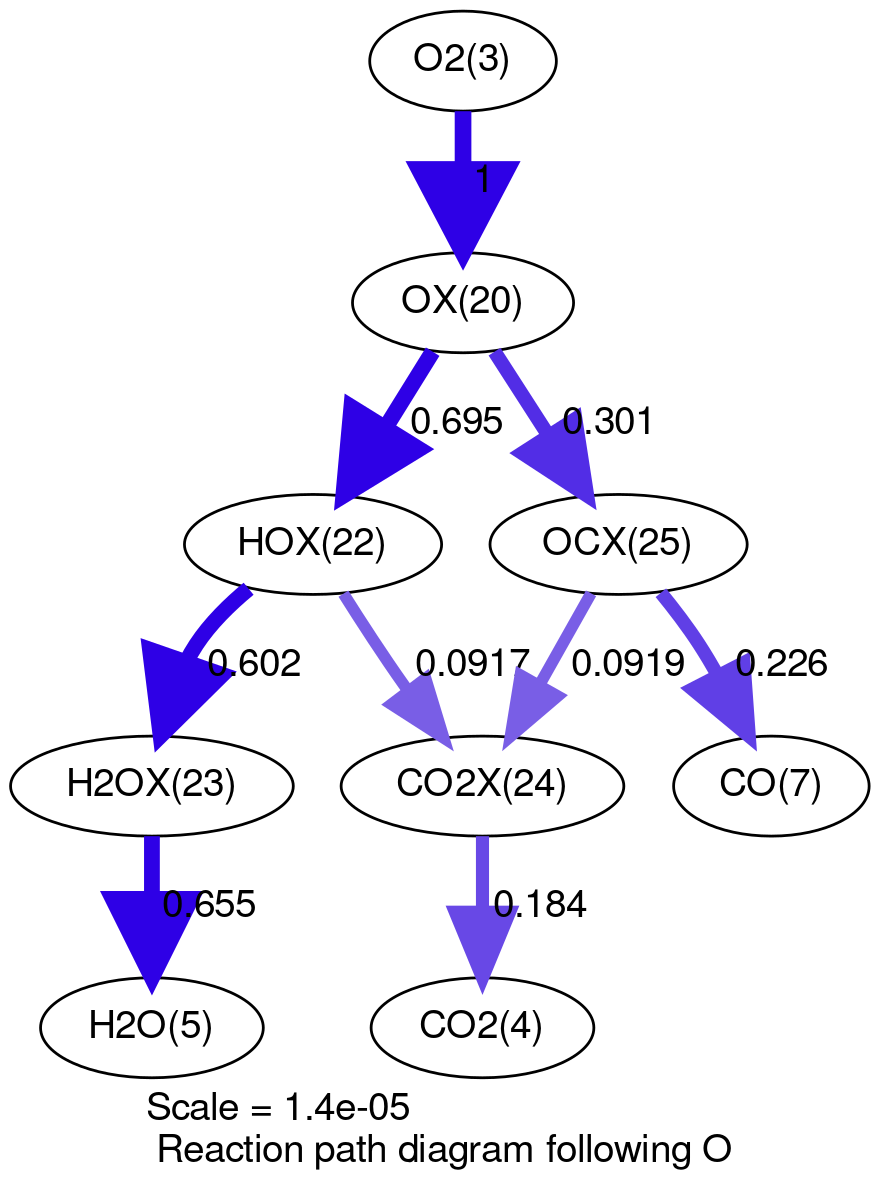 O2(3)
1
OX(20)
0.695
0.301
HOX(22)
OCX(25)
0.602
0.0917
0.0919
0.226
H2OX(23)
CO2X(24)
CO(7)
0.655
0.184
H2O(5)
CO2(4)
Scale = 1.4e-05
Reaction path diagram following O